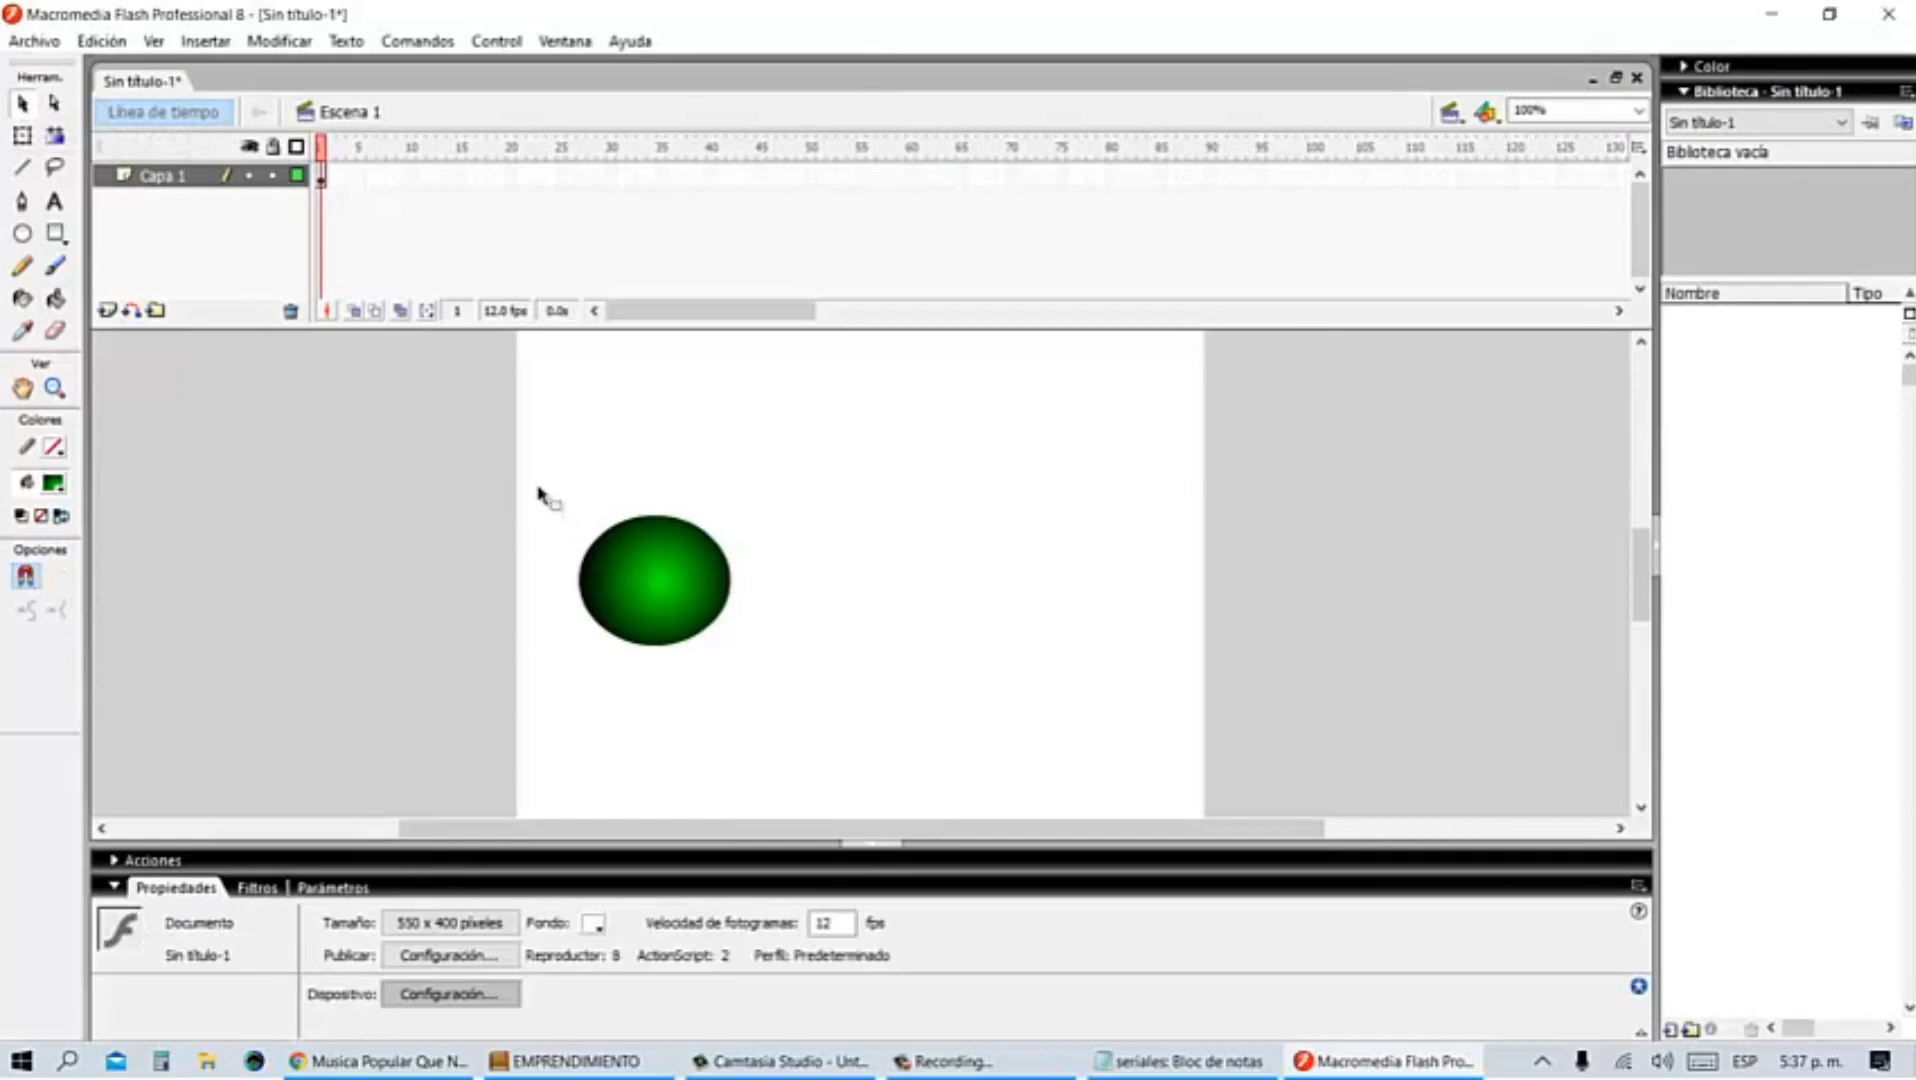 Macromedia Flash Professional 8 - [Sin título-1*]
Archivo Edición Ver Insertar Modificar Texto Comandos Control Ventana Ayuda
Herram.
Sin título-1*
Línea de tiempo
Escena 1
100%
5 10 15 20 25 30 35 40 45 50 55 60 65 70 75 80 85 90 95 100 105 110 115 120 125 130
Capa 1
1 12.0 fps 0.0s
Ver
Colores
Opciones
Color
Biblioteca - Sin título-1
Sin título-1
Biblioteca vacía
Nombre Tipo
Acciones
Propiedades Filtros Parámetros
Documento
Sin título-1
Tamaño: 550 x 400 píxeles Fondo: Velocidad de fotogramas: 12 fps
Publicar: Configuración... Reproductor: 8 ActionScript: 2 Perfil: Predeterminado
Dispositivo: Configuración...
Musica Popular Que N...
EMPRENDIMIENTO
Camtasia Studio - Unt...
Recording...
seriales: Bloc de notas
Macromedia Flash Pro...
ESP
5:37 p. m.